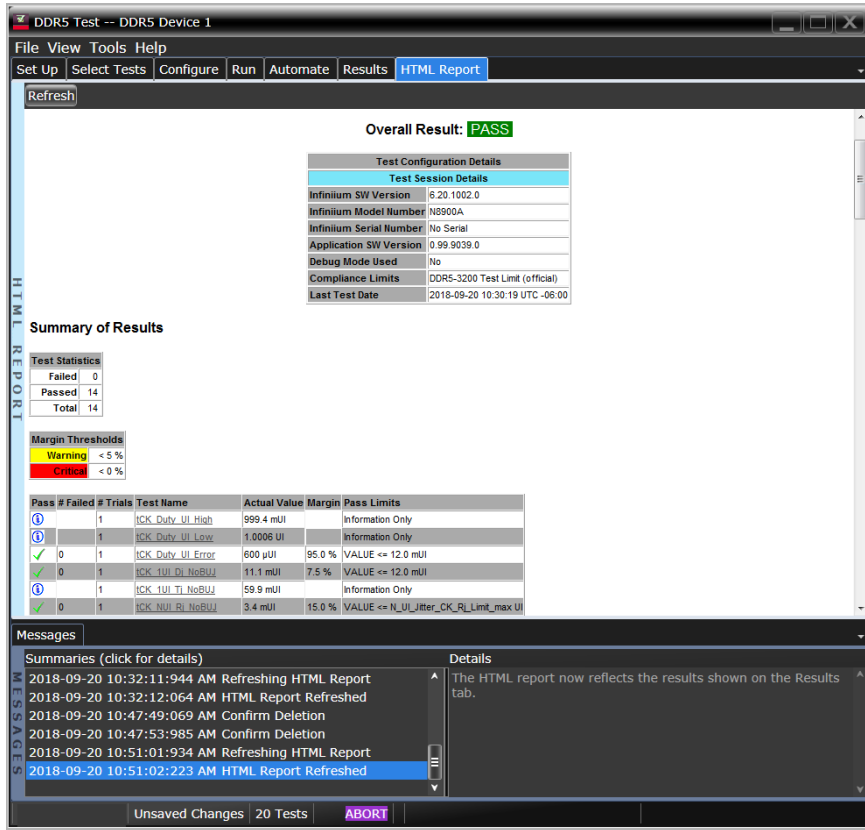 DDR5 Test -- DDR5 Device 1
File View Tools Help
Set Up Select Tests Configure Run Automate Results HTML Report
Refresh
HTML REPORT
Overall Result: PASS
Test Configuration Details
Test Session Details
Infiniium SW Version 6.20.1002.0
Infiniium Model Number N8900A
Infiniium Serial Number No Serial
Application SW Version 0.99.9039.0
Debug Mode Used No
Compliance Limits DDR5-3200 Test Limit (official)
Last Test Date 2018-09-20 10:30:19 UTC -06:00
Summary of Results
Test Statistics
Failed 0
Passed 14
Total 14
Margin Thresholds
Warning < 5 %
Critical < 0 %
Pass # Failed # Trials Test Name Actual Value Margin Pass Limits
1 tCK_Duty_UI_High 999.4 mUI Information Only
1 tCK_Duty_UI_Low 1.0006 UI Information Only
0 1 tCK_Duty_UI_Error 600 µUI 95.0 % VALUE <= 12.0 mUI
0 1 tCK_1UI_Dj_NoBUJ 11.1 mUI 7.5 % VALUE <= 12.0 mUI
1 tCK_1UI_Tj_NoBUJ 59.9 mUI Information Only
0 1 tCK_NUI_Rj_NoBUJ 3.4 mUI 15.0 % VALUE <= N_UI_Jitter_CK_Rj_Limit_max UI
Messages
MESSAGES
Summaries (click for details) Details
2018-09-20 10:32:11:944 AM Refreshing HTML Report
2018-09-20 10:32:12:064 AM HTML Report Refreshed
2018-09-20 10:47:49:069 AM Confirm Deletion
2018-09-20 10:47:53:985 AM Confirm Deletion
2018-09-20 10:51:01:934 AM Refreshing HTML Report
2018-09-20 10:51:02:223 AM HTML Report Refreshed
The HTML report now reflects the results shown on the Results
tab.
Unsaved Changes 20 Tests ABORT